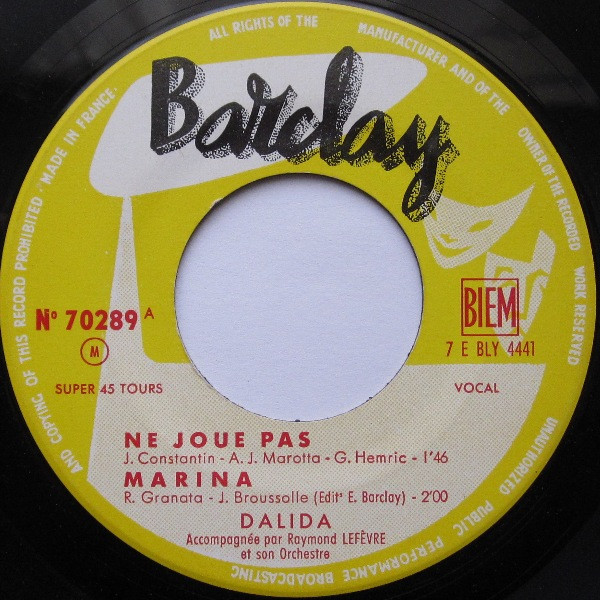 ALL RIGHTS OF THE MANUFACTURER AND OF THE OWNER OF THE RECORDED WORK RESERVED
UNAUTHORIZED PUBLIC PERFORMANCE BROADCASTING AND COPYING OF THIS RECORD PROHIBITED · MADE IN FRANCE ·
Barclay
Nº 70289 A
BIEM
M
7 E BLY 4441
SUPER 45 TOURS
VOCAL
NE JOUE PAS
J. Constantin - A. J. Marotta - G. Hemric - 1'46
MARINA
R. Granata - J. Broussolle (Editˢ E. Barclay) - 2'00
DALIDA
Accompagnée par Raymond LEFÈVRE
et son Orchestre